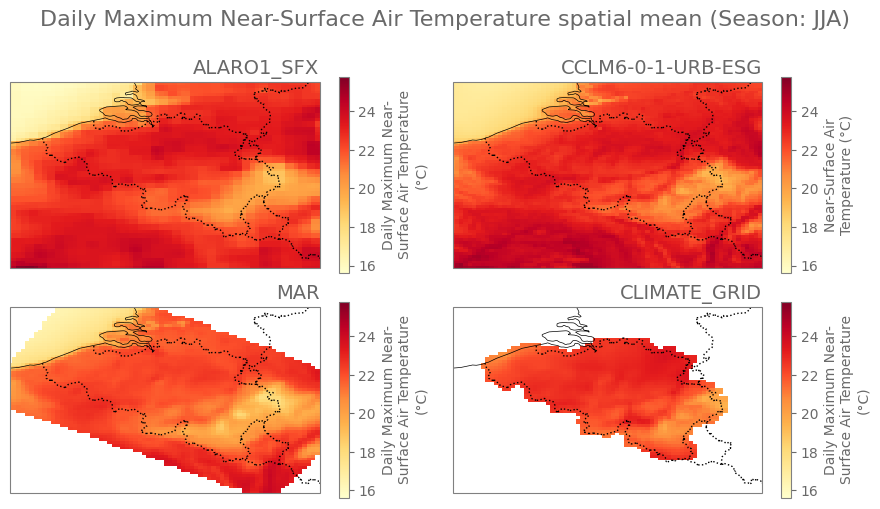 Daily Maximum Near-Surface Air Temperature spatial mean (Season: JJA)
ALARO1_SFX
24
22
20
18
16
Daily Maximum Near-
Surface Air Temperature
(°C)
CCLM6-0-1-URB-ESG
24
22
20
18
16
Near-Surface Air
Temperature (°C)
MAR
24
22
20
18
16
Daily Maximum Near-
Surface Air Temperature
(°C)
CLIMATE_GRID
24
22
20
18
16
Daily Maximum Near-
Surface Air Temperature
(°C)